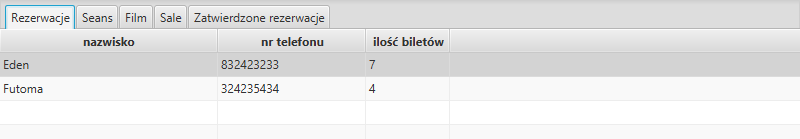 Rezerwacje Seans Film Sale Zatwierdzone rezerwacje
nazwisko nr telefonu ilość biletów
Eden 832423233 7
Futoma 324235434 4